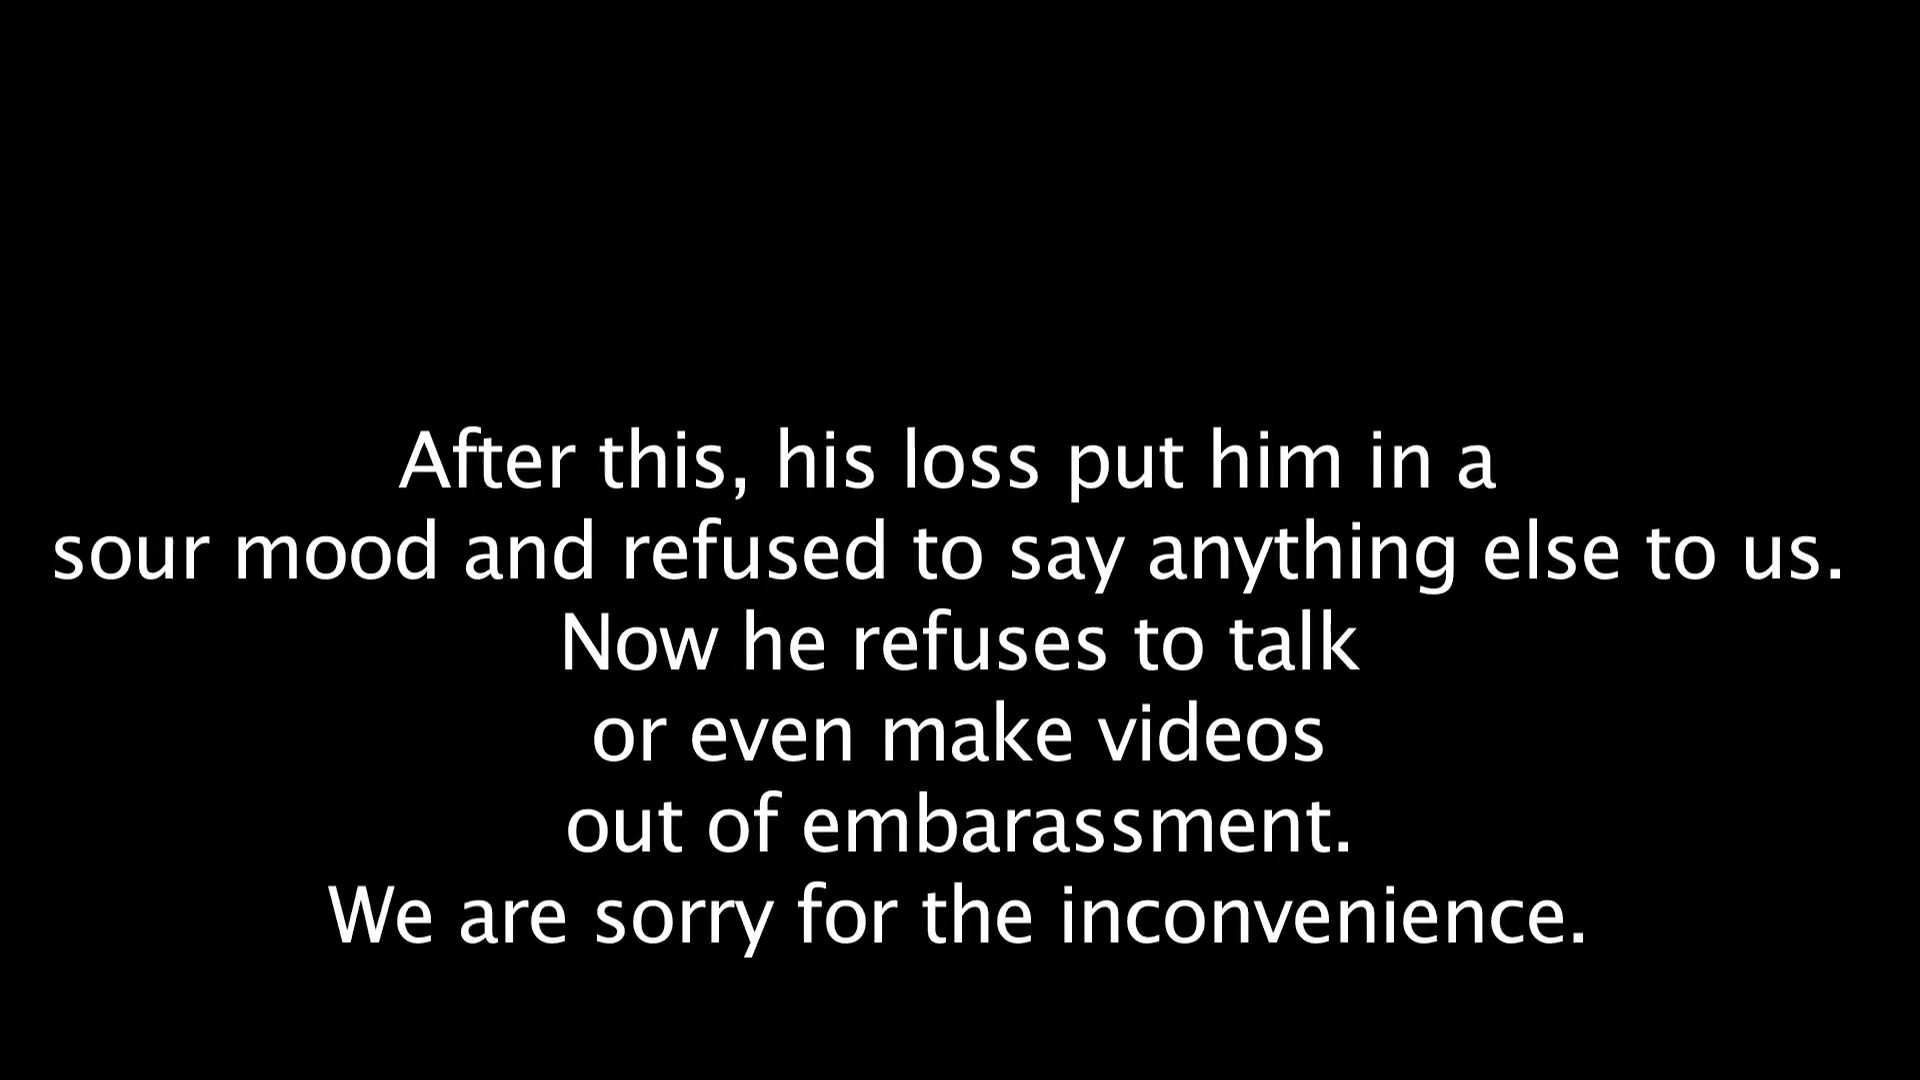 After this, his loss put him in a
sour mood and refused to say anything else to us.
Now he refuses to talk
or even make videos
out of embarassment.
We are sorry for the inconvenience.